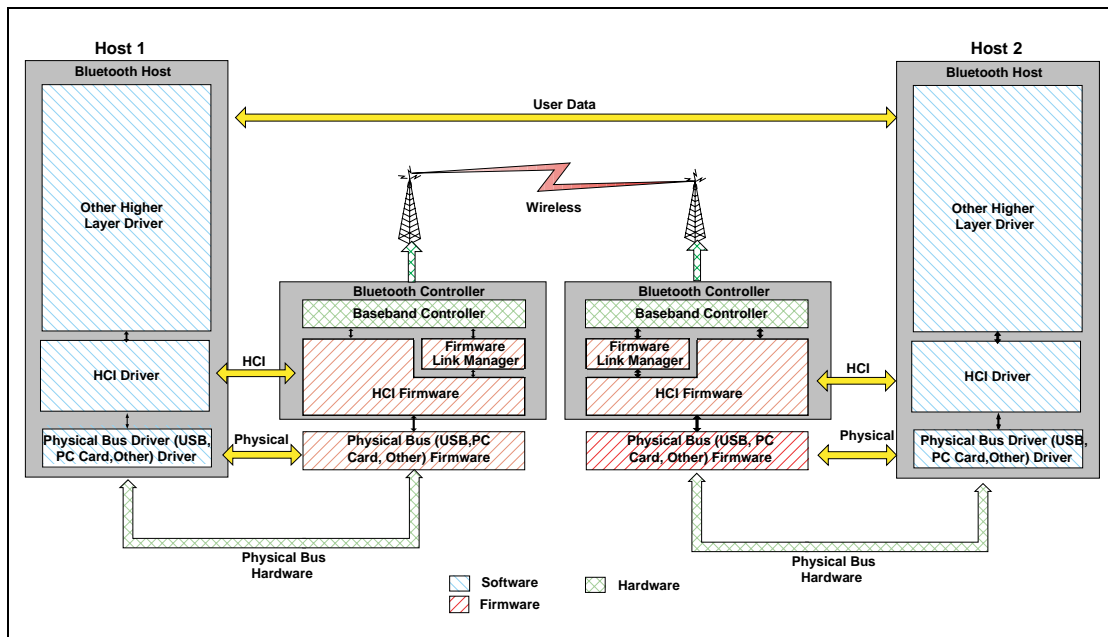 Host 1
Host 2
Bluetooth Host
Bluetooth Host
User Data
Other Higher
Layer Driver
Wireless
Other Higher
Layer Driver
Bluetooth Controller
Bluetooth Controller
Baseband Controller
Baseband Controller
Firmware
Link Manager
Firmware
Link Manager
HCI Driver
HCI
HCI Firmware
HCI Firmware
HCI
HCI Driver
Physical Bus Driver (USB,
PC Card,Other) Driver
Physical
Physical Bus (USB,PC
Card, Other) Firmware
Physical Bus (USB, PC
Card, Other) Firmware
Physical
Physical Bus Driver (USB,
PC Card,Other) Driver
Physical Bus
Hardware
Physical Bus
Hardware
Software
Hardware
Firmware